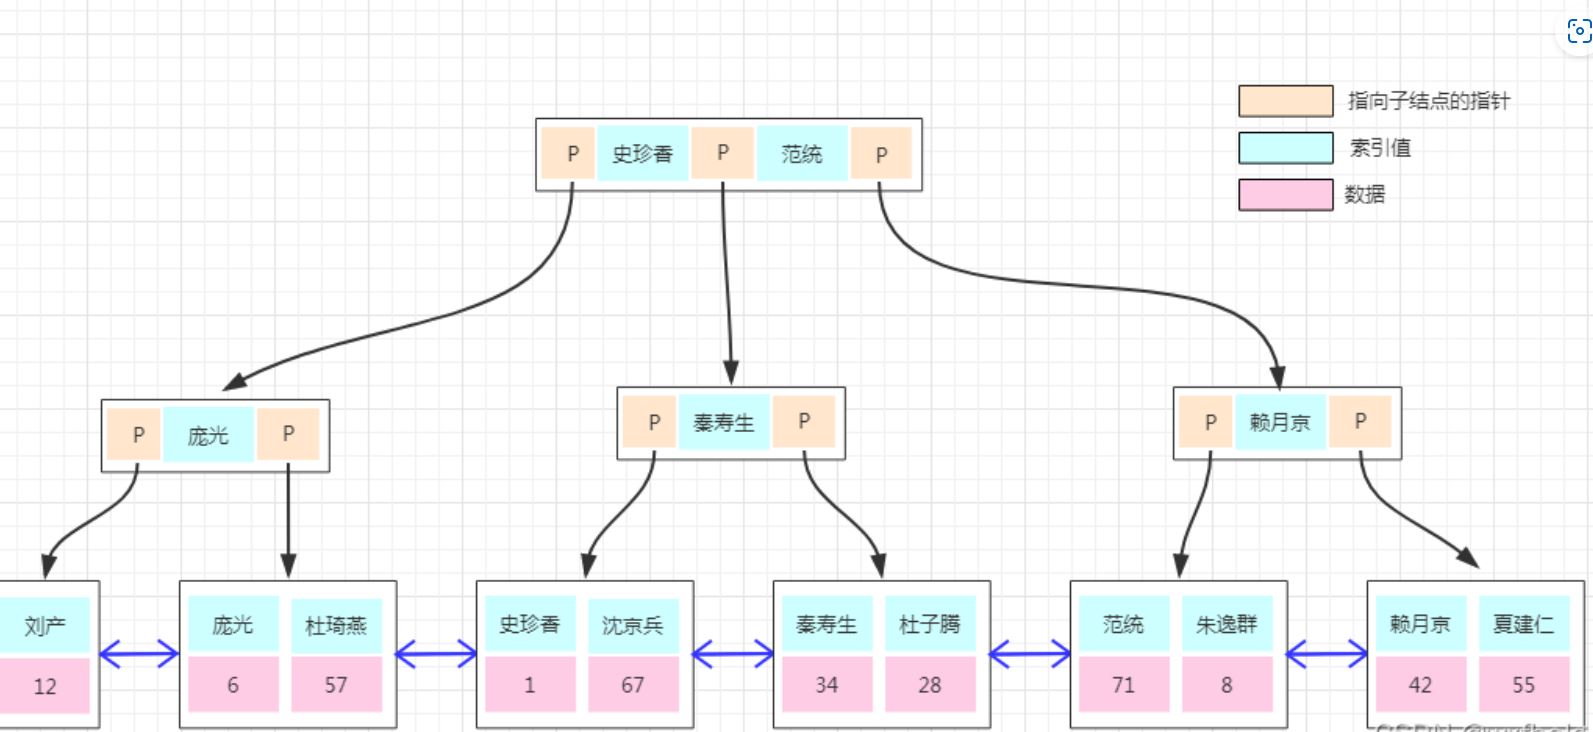 指向子结点的指针
P 史珍香 P 范统 P
索引值
数据
P 庞光 P
P 秦寿生 P
P 赖月京 P
刘产
庞光 杜琦燕
史珍香 沈京兵
秦寿生 杜子腾
范统 朱逸群
赖月京 夏建仁
12
6 57
1 67
34 28
71 8
42 55